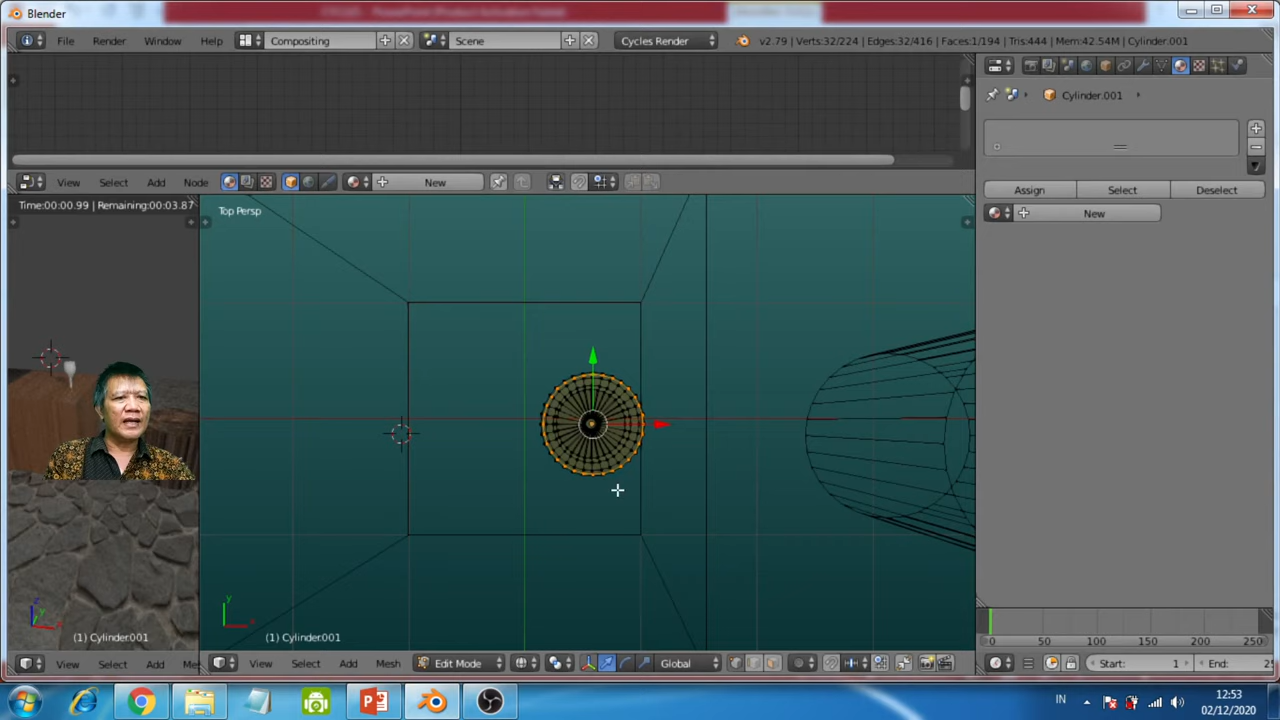 Blender
File Render Window Help Compositing Scene Cycles Render v2.79 | Verts:32/224 | Edges:32/416 | Faces:1/194 | Tris:444 | Mem:42.54M | Cylinder.001
Cylinder.001
View Select Add Node New
Assign Select Deselect
Time:00:00.99 | Remaining:00:03.87
Top Persp
New
(1) Cylinder.001
(1) Cylinder.001
0 50 100 150 200 250
View Select Add Me
View Select Add Mesh Edit Mode Global
Start: 1 End: 2
IN
12:53
02/12/2020